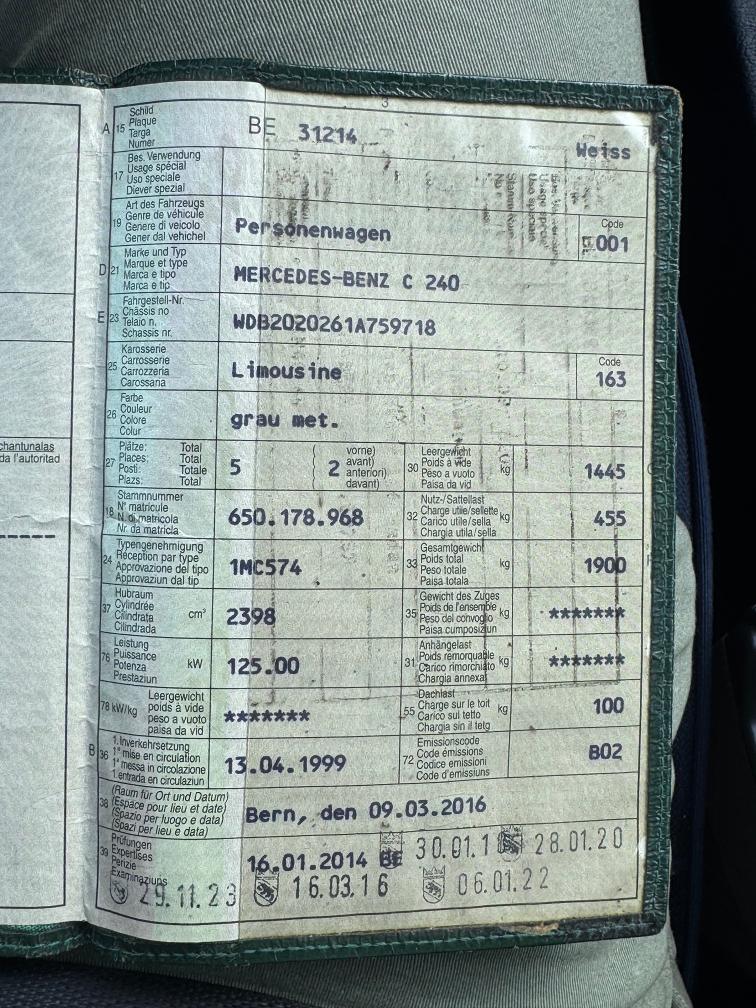 A 15 Schild
Plaque
Targa
Numer
BE 31214
Weiss
17 Bes. Verwendung
Usage spécial
Uso speciale
Diever spezial
19 Art des Fahrzeugs
Genre de véhicule
Genere di veicolo
Gener dal vehichel
Personenwagen
Code
001
D 21 Marke und Typ
Marque et type
Marca e tipo
Marca e tip
MERCEDES-BENZ C 240
E 23 Fahrgestell-Nr.
Châssis no
Telaio n.
Schassis nr.
WDB2020261A759718
25 Karosserie
Carrosserie
Carrozzeria
Carossaria
Limousine
Code
163
26 Farbe
Couleur
Colore
Colur
grau met.
chantunalas
da l'autoritad
27 Plätze: Total
Places: Total
Posti: Totale
Plazs: Total
5
( 2 vorne)
avant)
anteriori)
davant)
30 Leergewicht
Poids à vide
Peso a vuoto
Paisa da vid
kg
1445
18 Stammnummer
N° matricule
N. di matricola
Nr. da matricla
650.178.968
32 Nutz-/Sattellast
Charge utile/sellette
Carico utile/sella
Chargia utila/sella
kg
455
24 Typengenehmigung
Réception par type
Approvazione del tipo
Approvaziun dal tip
1MC574
33 Gesamtgewicht
Poids total
Peso totale
Paisa totala
kg
1900
37 Hubraum
Cylindrée
Cilindrata
Cilindrada
cm³
2398
35 Gewicht des Zuges
Poids de l'ensemble
Peso del convoglio
Paisa cumposiziun
kg
*******
76 Leistung
Puissance
Potenza
Prestaziun
kW
125.00
31 Anhängelast
Poids remorquable
Carico rimorchiato
Chargia annexa
kg
*******
78 kW/kg Leergewicht
poids à vide
peso a vuoto
paisa da vid
*******
55 Dachlast
Charge sur le toit
Carico sul tetto
Chargia sin il tetg
kg
100
B 36 1. Inverkehrsetzung
1re mise en circulation
1a messa in circolazione
1. entrada en circulaziun
13.04.1999
72 Emissionscode
Code émissions
Codice emissioni
Code d'emissiuns
B02
38 (Raum für Ort und Datum)
(Espace pour lieu et date)
(Spazio per luogo e data)
(Spazi per lieu e data)
Bern, den 09.03.2016
39 Prüfungen
Expertises
Perizie
Examinaziuns
16.01.2014 BE
30.01.1
28.01.20
29.11.23
16.03.16
06.01.22